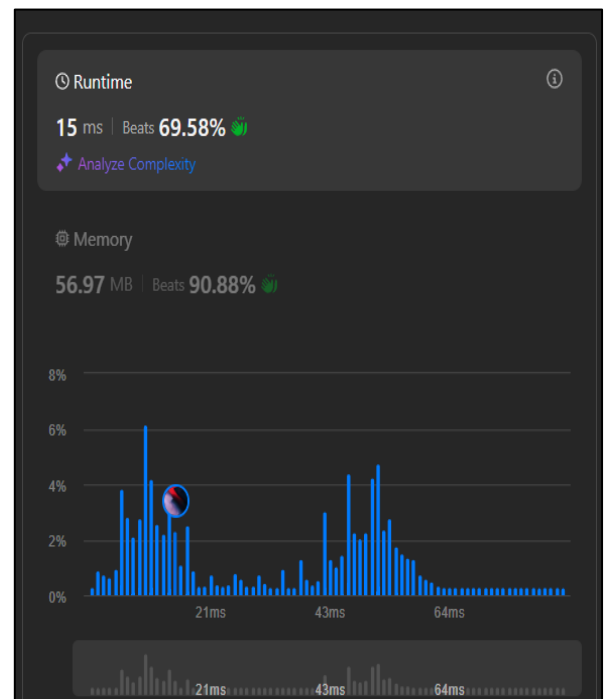 Runtime
15 ms | Beats 69.58%
Analyze Complexity
Memory
56.97 MB | Beats 90.88%
8%
6%
4%
2%
0%
21ms 43ms 64ms
21ms 43ms 64ms